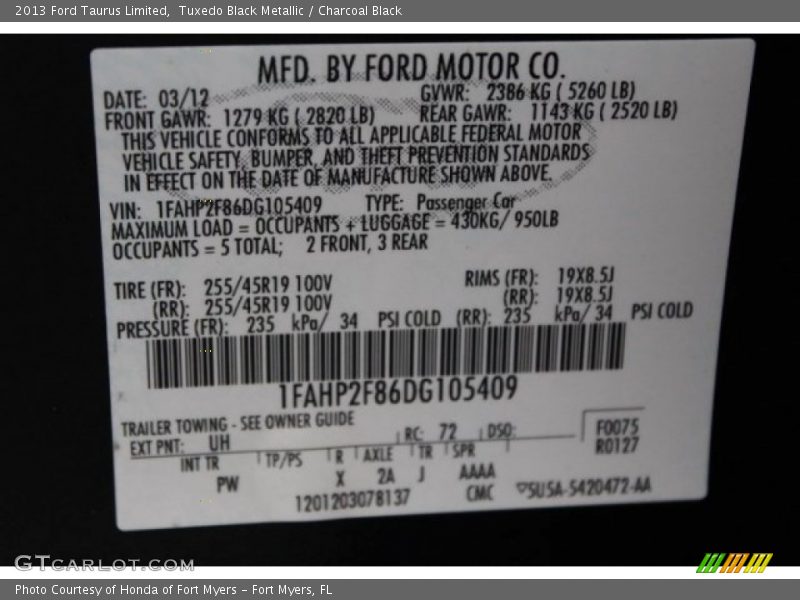 2013 Ford Taurus Limited,  Tuxedo Black Metallic / Charcoal Black
MFD. BY FORD MOTOR CO.
DATE: 03/12 GVWR: 2386 KG ( 5260 LB)
FRONT GAWR: 1279 KG ( 2820 LB) REAR GAWR: 1143 KG ( 2520 LB)
THIS VEHICLE CONFORMS TO ALL APPLICABLE FEDERAL MOTOR
VEHICLE SAFETY, BUMPER, AND THEFT PREVENTION STANDARDS
IN EFFECT ON THE DATE OF MANUFACTURE SHOWN ABOVE.
VIN: 1FAHP2F86DG105409 TYPE: Passenger Car
MAXIMUM LOAD = OCCUPANTS + LUGGAGE = 430KG/ 950LB
OCCUPANTS = 5 TOTAL; 2 FRONT, 3 REAR
TIRE (FR): 255/45R19 100V RIMS (FR): 19X8.5J
(RR): 255/45R19 100V (RR): 19X8.5J
PRESSURE (FR): 235 kPa/ 34 PSI COLD (RR): 235 kPa/ 34 PSI COLD
1FAHP2F86DG105409
TRAILER TOWING - SEE OWNER GUIDE
EXT PNT: UH RC: 72 DSO: F0075
R0127
INT TR TP/PS R AXLE TR SPR
PW X 2A J AAAA
1201203078137 CMC 5U5A-5420472-AA
GTCARLOT.COM
Photo Courtesy of Honda of Fort Myers – Fort Myers, FL